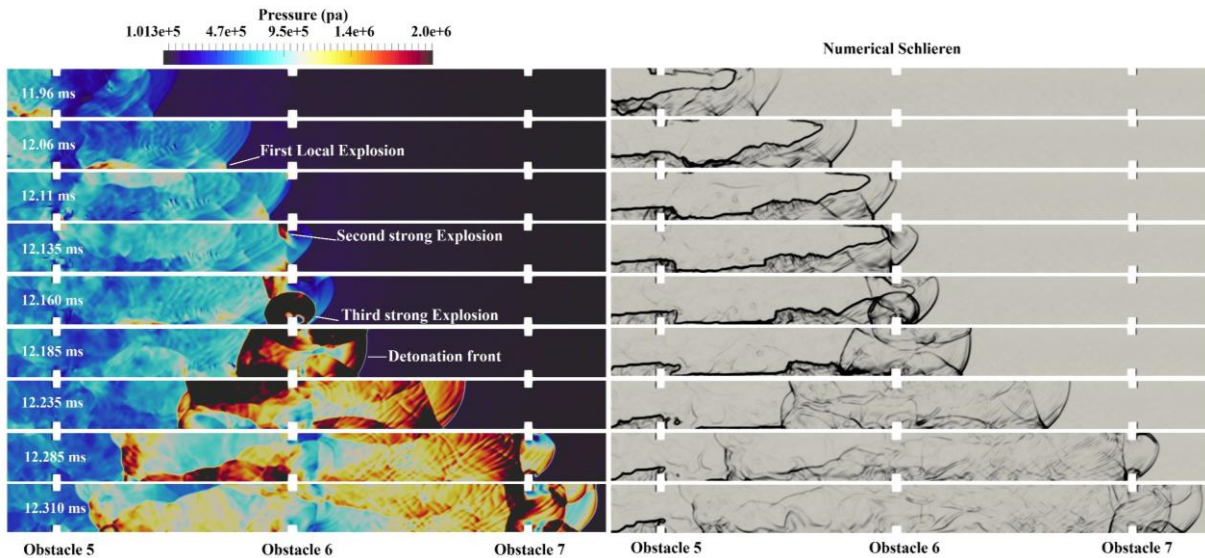 Pressure (pa)
1.013e+5 4.7e+5 9.5e+5 1.4e+6 2.0e+6
Numerical Schlieren
11.96 ms
12.06 ms
First Local Explosion
12.11 ms
12.135 ms
Second strong Explosion
12.160 ms
Third strong Explosion
12.185 ms
Detonation front
12.235 ms
12.285 ms
12.310 ms
Obstacle 5 Obstacle 6 Obstacle 7 Obstacle 5 Obstacle 6 Obstacle 7